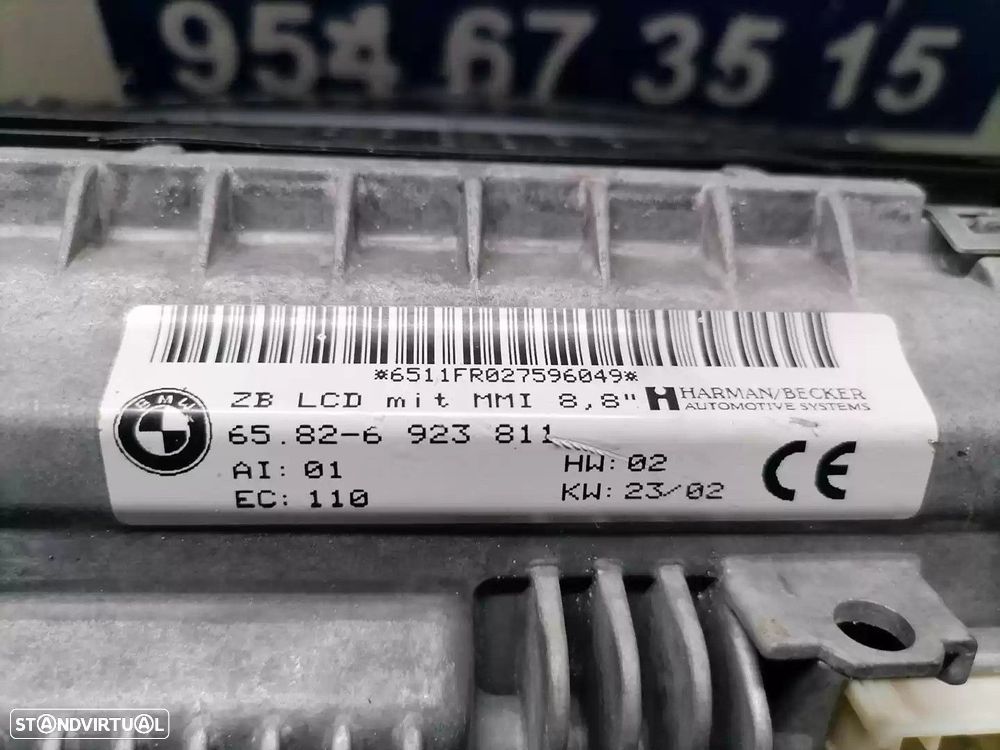 954 67 35 15
*6511FR027596049*
ZB LCD mit MMI 8,8" HARMAN/BECKER
AUTOMOTIVE SYSTEMS
BMW
65.82-6 923 811
AI: 01 HW: 02
EC: 110 KW: 23/02
CE
STANDVIRTUAL